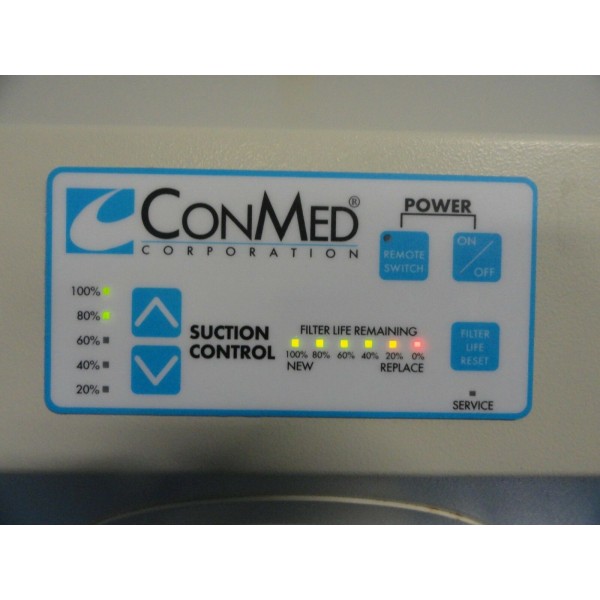 CONMED®
CORPORATION
POWER
REMOTE
SWITCH
ON
OFF
100%
80%
60%
40%
20%
SUCTION
CONTROL
FILTER LIFE REMAINING
100% 80% 60% 40% 20% 0%
NEW REPLACE
FILTER
LIFE
RESET
SERVICE